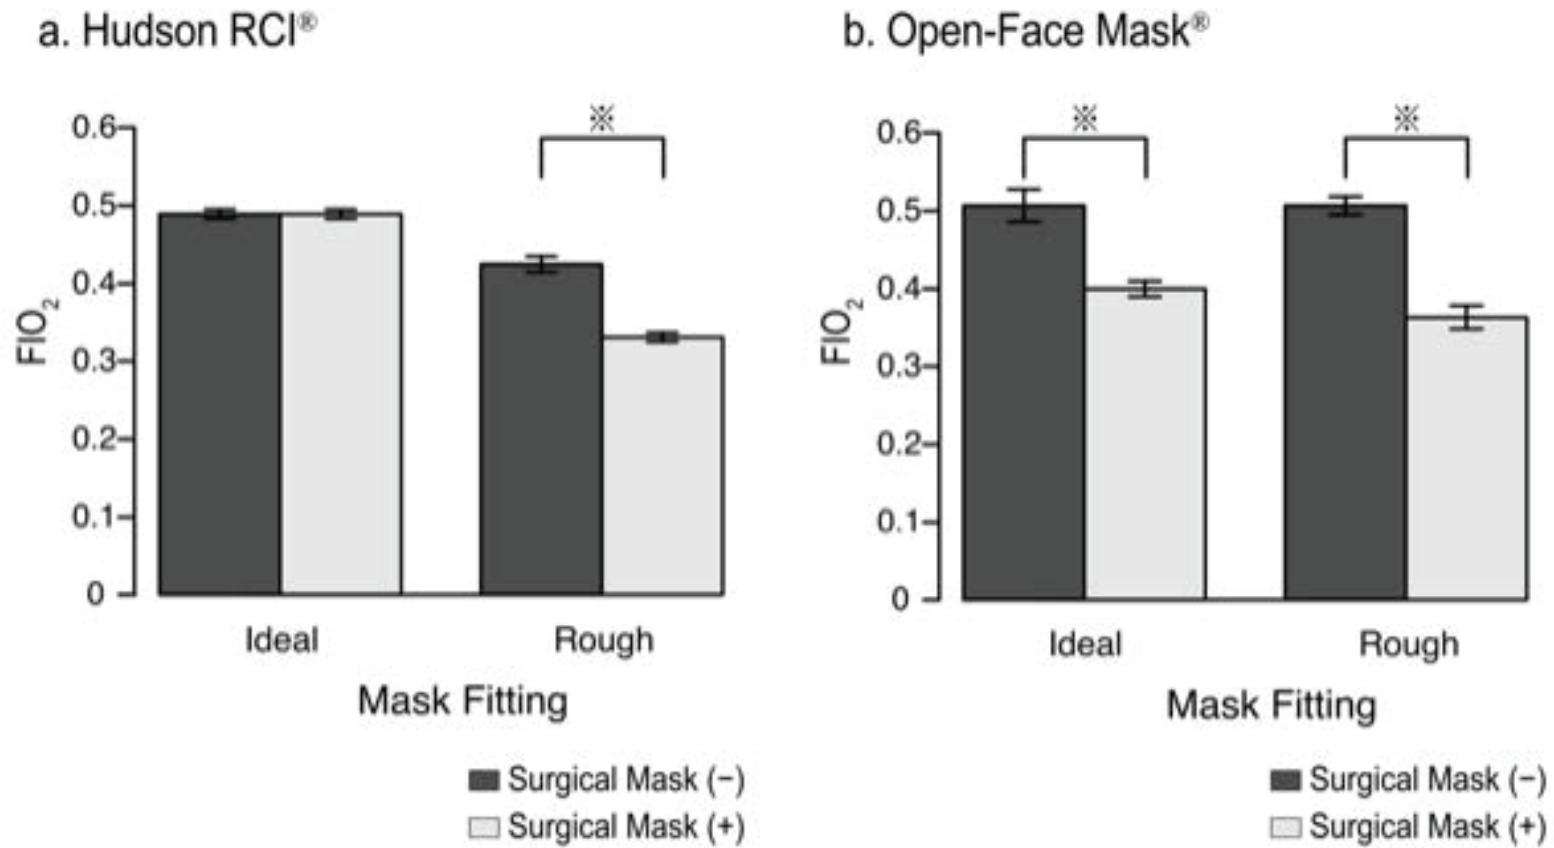 a. Hudson RCI®
※
0.6
0.5
0.4
0.3
0.2
0.1
0
FIO₂
Ideal Rough
Mask Fitting
Surgical Mask (−)
Surgical Mask (+)
b. Open-Face Mask®
※ ※
0.6
0.5
0.4
0.3
0.2
0.1
0
FIO₂
Ideal Rough
Mask Fitting
Surgical Mask (−)
Surgical Mask (+)